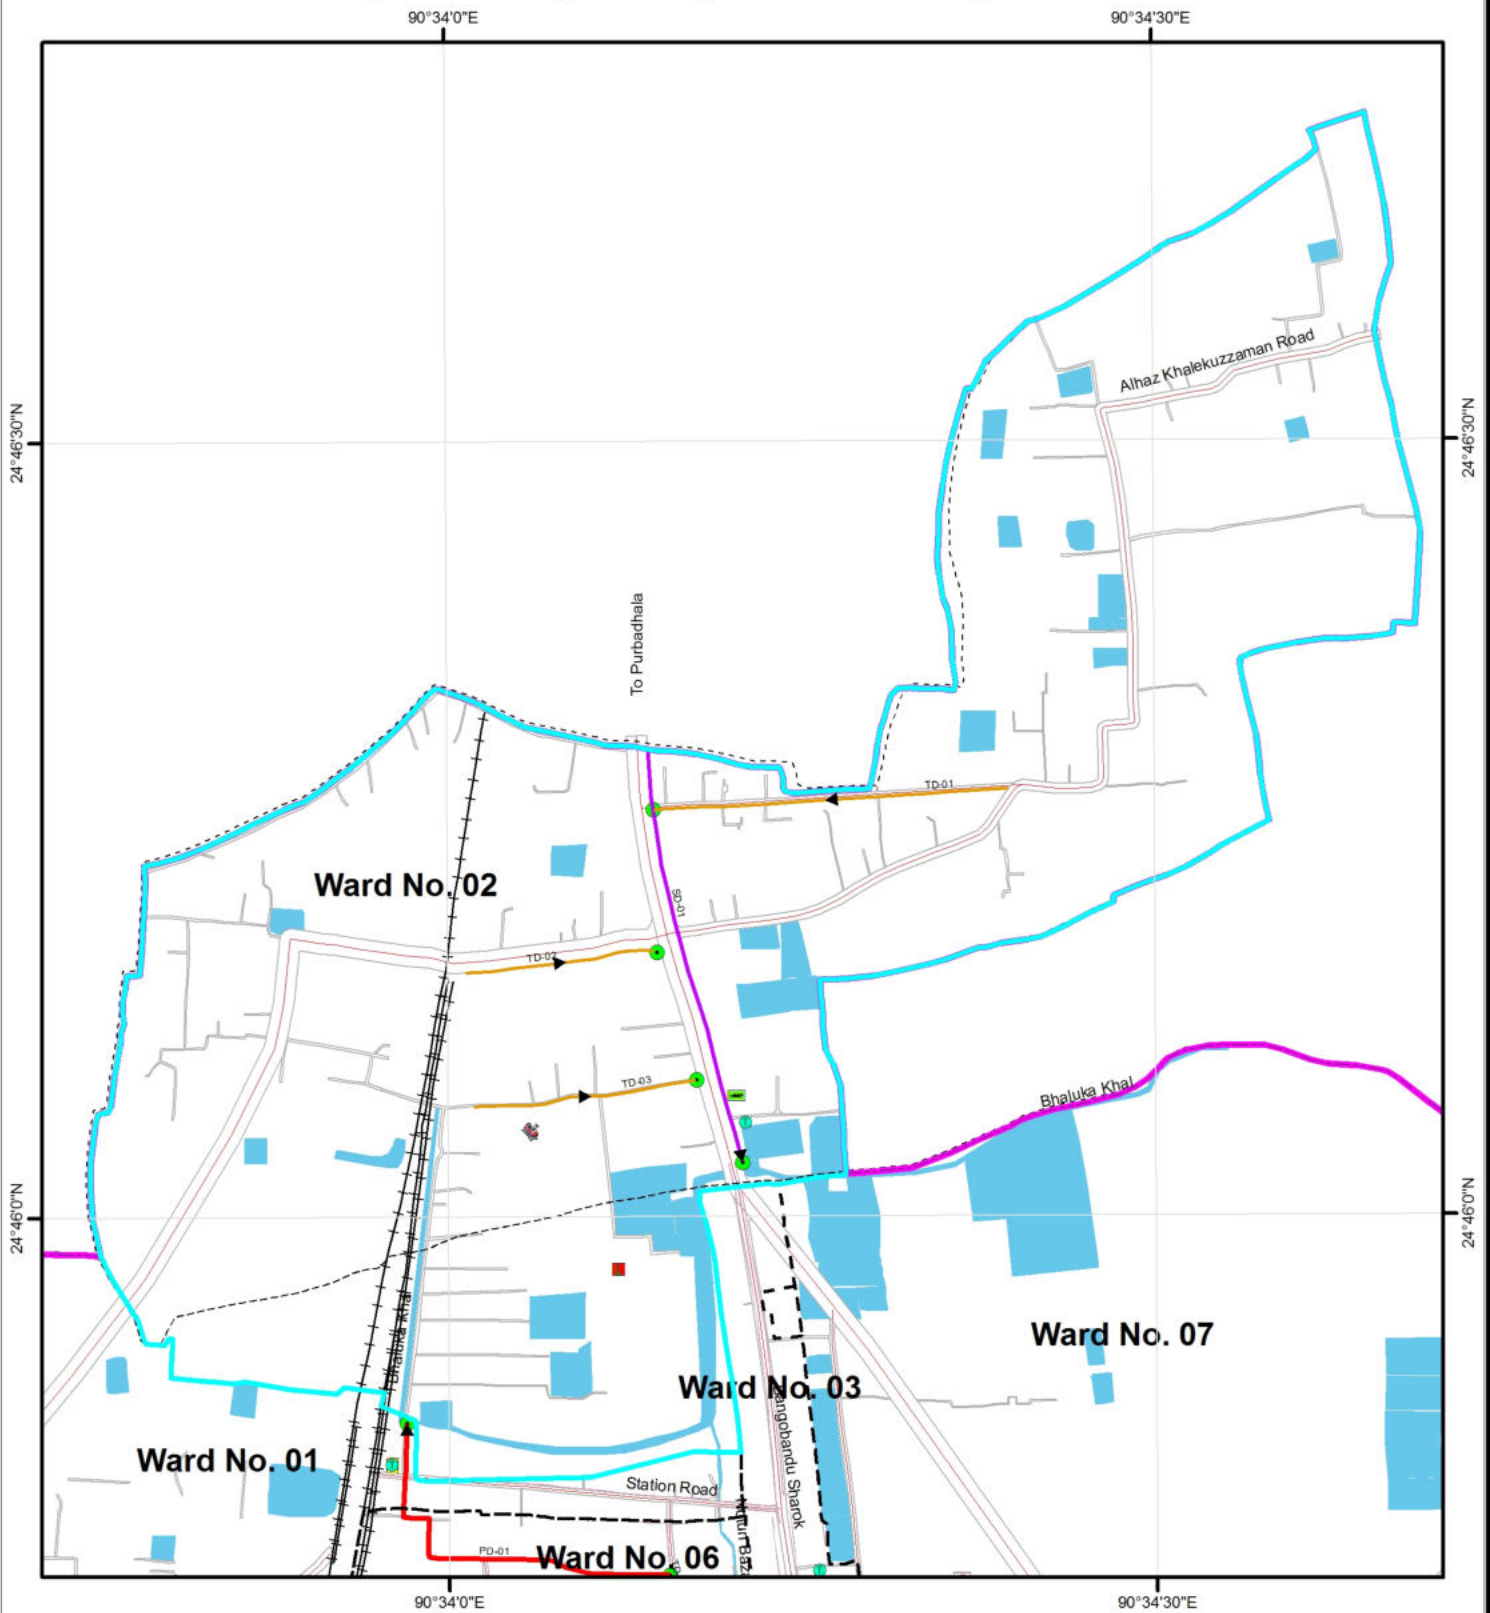 90°34'0"E
90°34'30"E
Alhaz Khalekuzzaman Road
24°46'30"N
24°46'30"N
To Purbadhala
TD-01
Ward No. 02
SD-01
TD-02
TD-03
Bhaluka Khal
24°46'0"N
24°46'0"N
Bhaluka Khal
Ward No. 07
Ward No. 03
Bangobandu Sharok
Ward No. 01
Station Road
PD-01
Ward No. 06
90°34'0"E
90°34'30"E